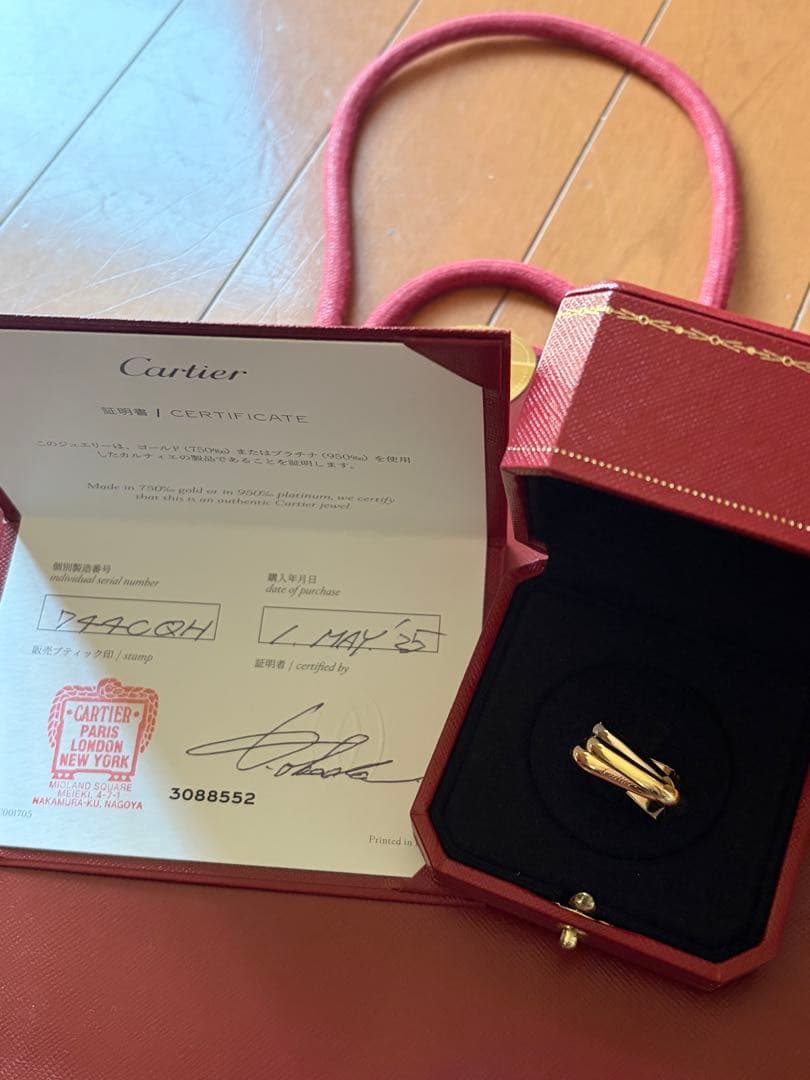 Cartier
証明書 | CERTIFICATE
このジュエリーは、ゴールド (750‰) またはプラチナ (950‰) を使用
したカルティエの製品であることを証明します。
Made in 750‰ gold or in 950‰ platinum, we certify
that this is an authentic Cartier jewel.
個別製造番号
individual serial number
744CQH
購入年月日
date of purchase
1. MAY. '25
販売ブティック印 / stamp
証明者 / certified by
CARTIER
PARIS
LONDON
NEW YORK
MIDLAND SQUARE
MEIEKI, 4-7-1
NAKAMURA-KU, NAGOYA
3088552
Printed in